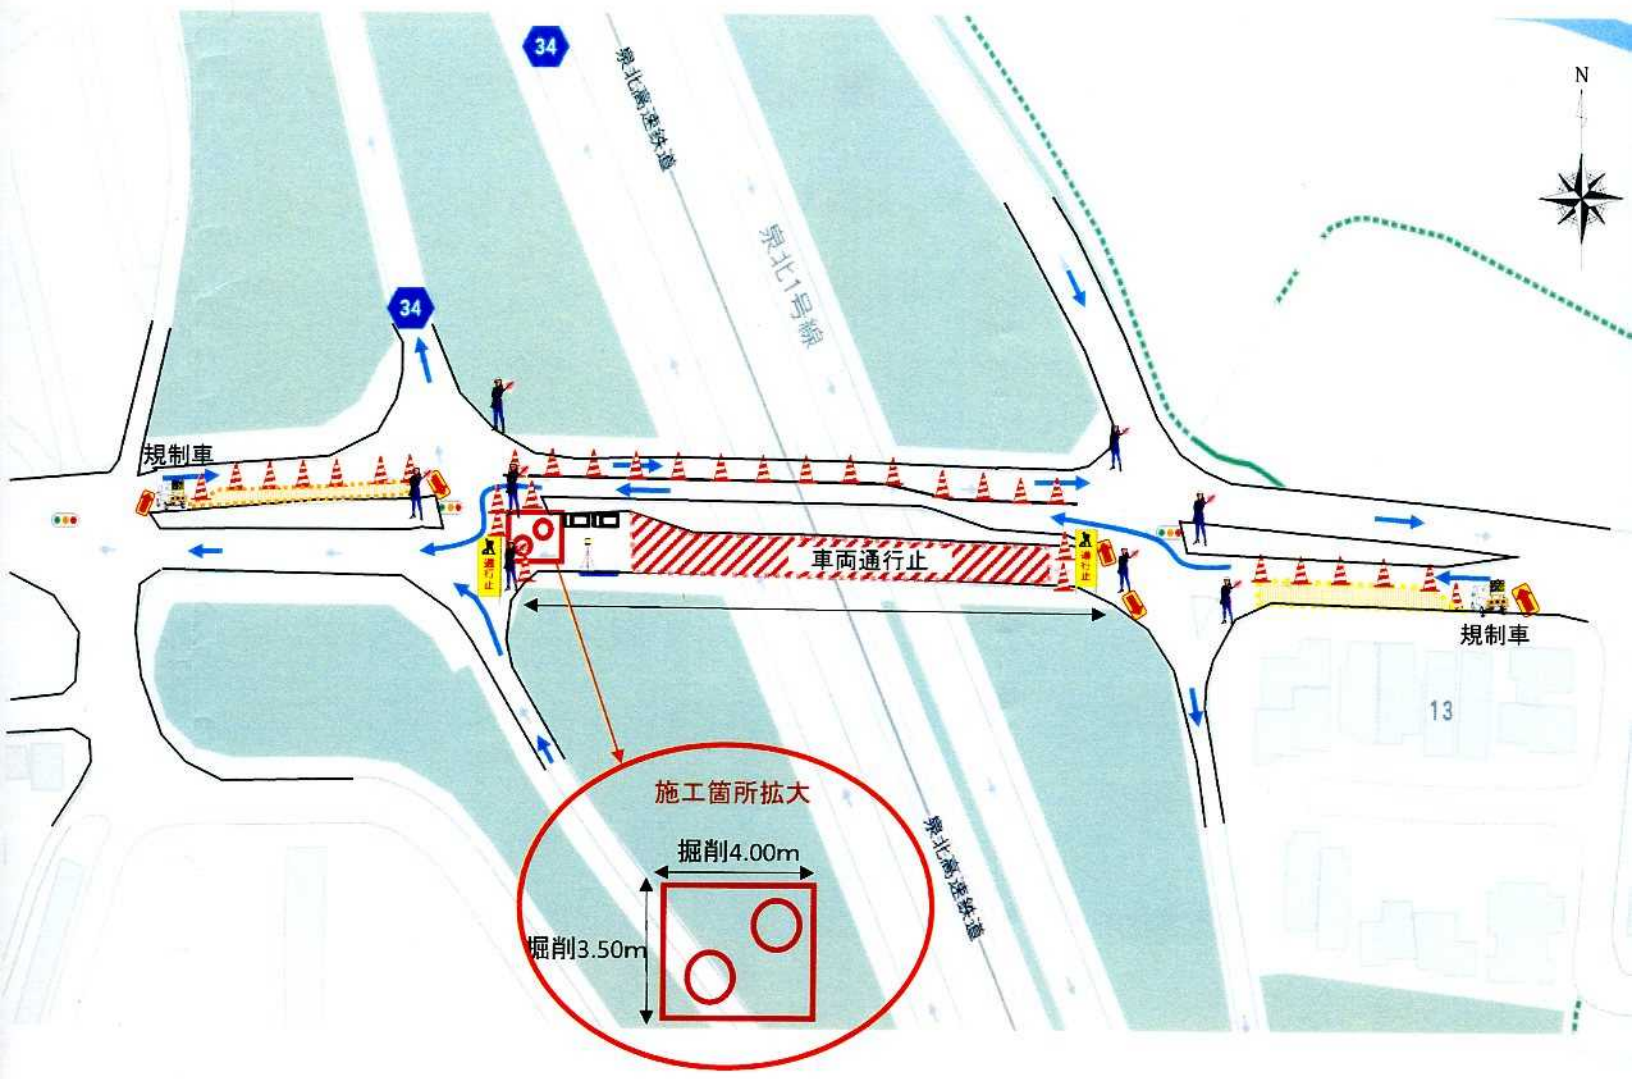 34
泉北高速鉄道
N
泉北1号線
34
規制車
通行止
車両通行止
通行止
規制車
13
施工箇所拡大
掘削4.00m
掘削3.50m
泉北高速鉄道